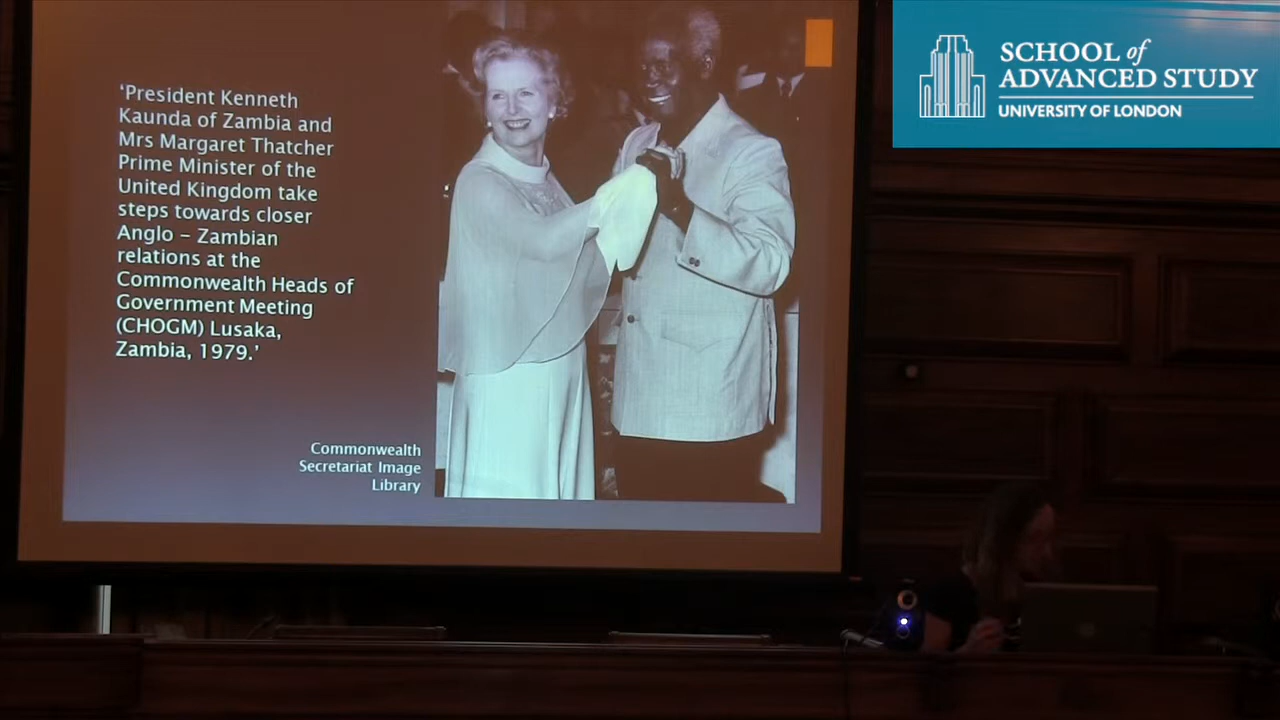 ‘President Kenneth
Kaunda of Zambia and
Mrs Margaret Thatcher
Prime Minister of the
United Kingdom take
steps towards closer
Anglo – Zambian
relations at the
Commonwealth Heads of
Government Meeting
(CHOGM) Lusaka,
Zambia, 1979.’
Commonwealth
Secretariat Image
Library
SCHOOL of
ADVANCED STUDY
UNIVERSITY OF LONDON